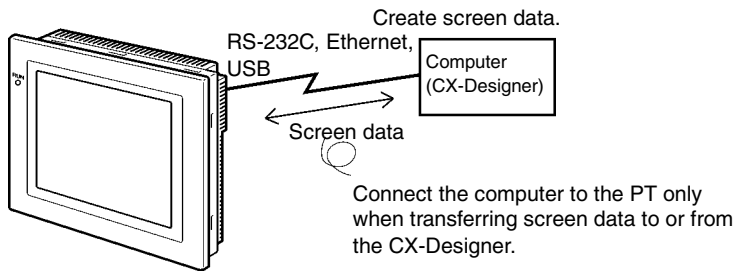 Create screen data.
RS-232C, Ethernet,
USB
Computer
(CX-Designer)
RUN
Screen data
Connect the computer to the PT only
when transferring screen data to or from
the CX-Designer.